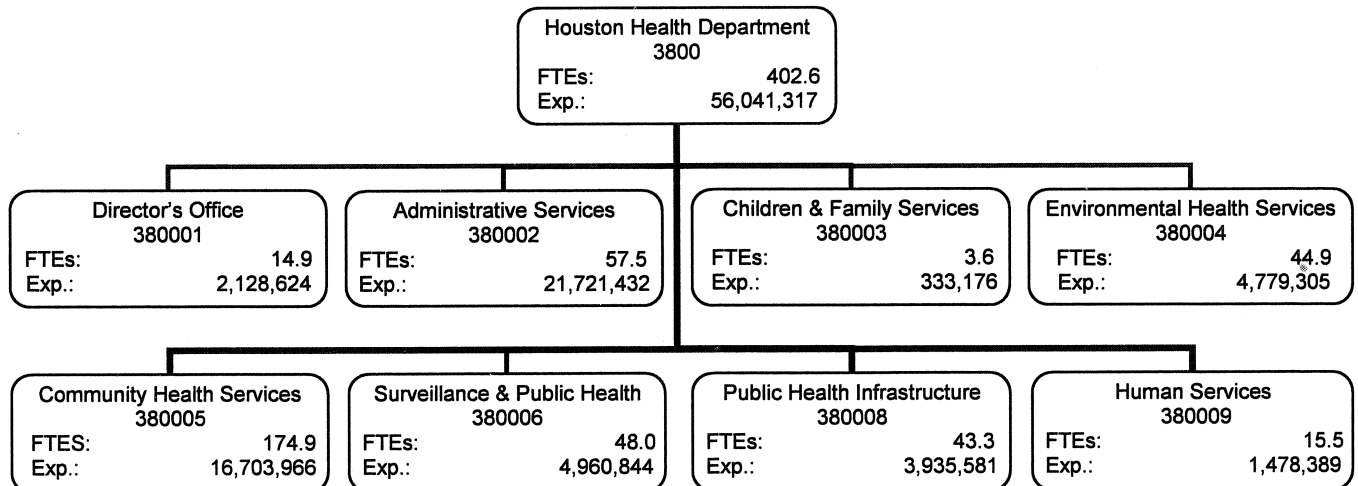 Houston Health Department
3800
FTEs: 402.6
Exp.: 56,041,317
Director's Office
380001
FTEs: 14.9
Exp.: 2,128,624
Administrative Services
380002
FTEs: 57.5
Exp.: 21,721,432
Children & Family Services
380003
FTEs: 3.6
Exp.: 333,176
Environmental Health Services
380004
FTEs: 44.9
Exp.: 4,779,305
Community Health Services
380005
FTES: 174.9
Exp.: 16,703,966
Surveillance & Public Health
380006
FTEs: 48.0
Exp.: 4,960,844
Public Health Infrastructure
380008
FTEs: 43.3
Exp.: 3,935,581
Human Services
380009
FTEs: 15.5
Exp.: 1,478,389